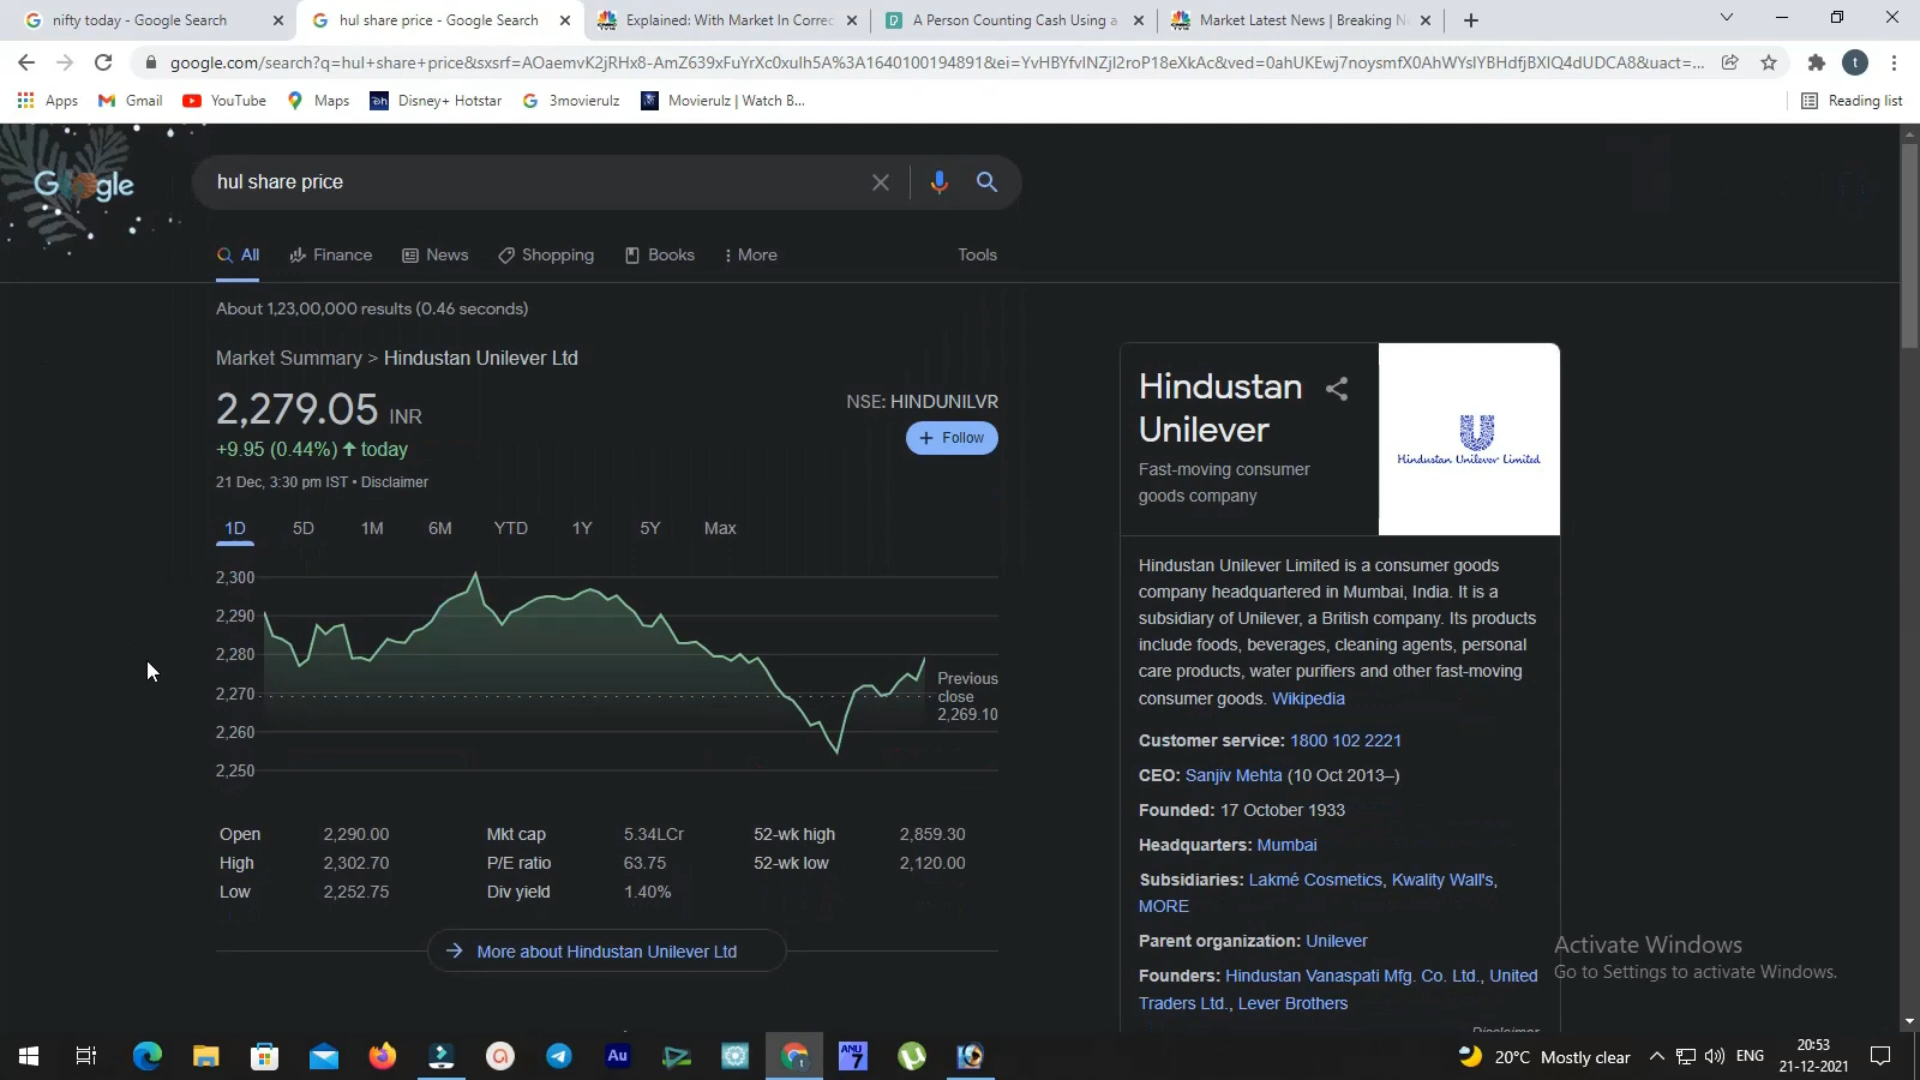 nifty today - Google Search
hul share price - Google Search
Explained: With Market In Correc
A Person Counting Cash Using a
Market Latest News | Breaking N
google.com/search?q=hul+share+price&sxsrf=AOaemvK2jRHx8-AmZ639xFuYrXc0xuIh5A%3A1640100194891&ei=YvHBYfvlNZjI2roP18eXkAc&ved=0ahUKEwj7noysmfX0AhWYsIYBHdfjBXIQ4dUDCA8&uact=...
t
Apps
Gmail
YouTube
Maps
Disney+ Hotstar
3movierulz
Movierulz | Watch B...
Reading list
Google
hul share price
All
Finance
News
Shopping
Books
More
Tools
About 1,23,00,000 results (0.46 seconds)
Market Summary > Hindustan Unilever Ltd
2,279.05 INR
NSE: HINDUNILVR
+ Follow
+9.95 (0.44%) ↑ today
21 Dec, 3:30 pm IST • Disclaimer
1D 5D 1M 6M YTD 1Y 5Y Max
2,300
2,290
2,280
2,270
2,260
2,250
Previous
close
2,269.10
Open 2,290.00 Mkt cap 5.34LCr 52-wk high 2,859.30
High 2,302.70 P/E ratio 63.75 52-wk low 2,120.00
Low 2,252.75 Div yield 1.40%
More about Hindustan Unilever Ltd
Hindustan
Unilever
Fast-moving consumer
goods company
Hindustan Unilever Limited
Hindustan Unilever Limited is a consumer goods
company headquartered in Mumbai, India. It is a
subsidiary of Unilever, a British company. Its products
include foods, beverages, cleaning agents, personal
care products, water purifiers and other fast-moving
consumer goods. Wikipedia
Customer service: 1800 102 2221
CEO: Sanjiv Mehta (10 Oct 2013–)
Founded: 17 October 1933
Headquarters: Mumbai
Subsidiaries: Lakmé Cosmetics, Kwality Wall's,
MORE
Parent organization: Unilever
Founders: Hindustan Vanaspati Mfg. Co. Ltd., United
Traders Ltd., Lever Brothers
Disclaimer
Activate Windows
Go to Settings to activate Windows.
Au
ANU
7
20°C Mostly clear
ENG
20:53
21-12-2021